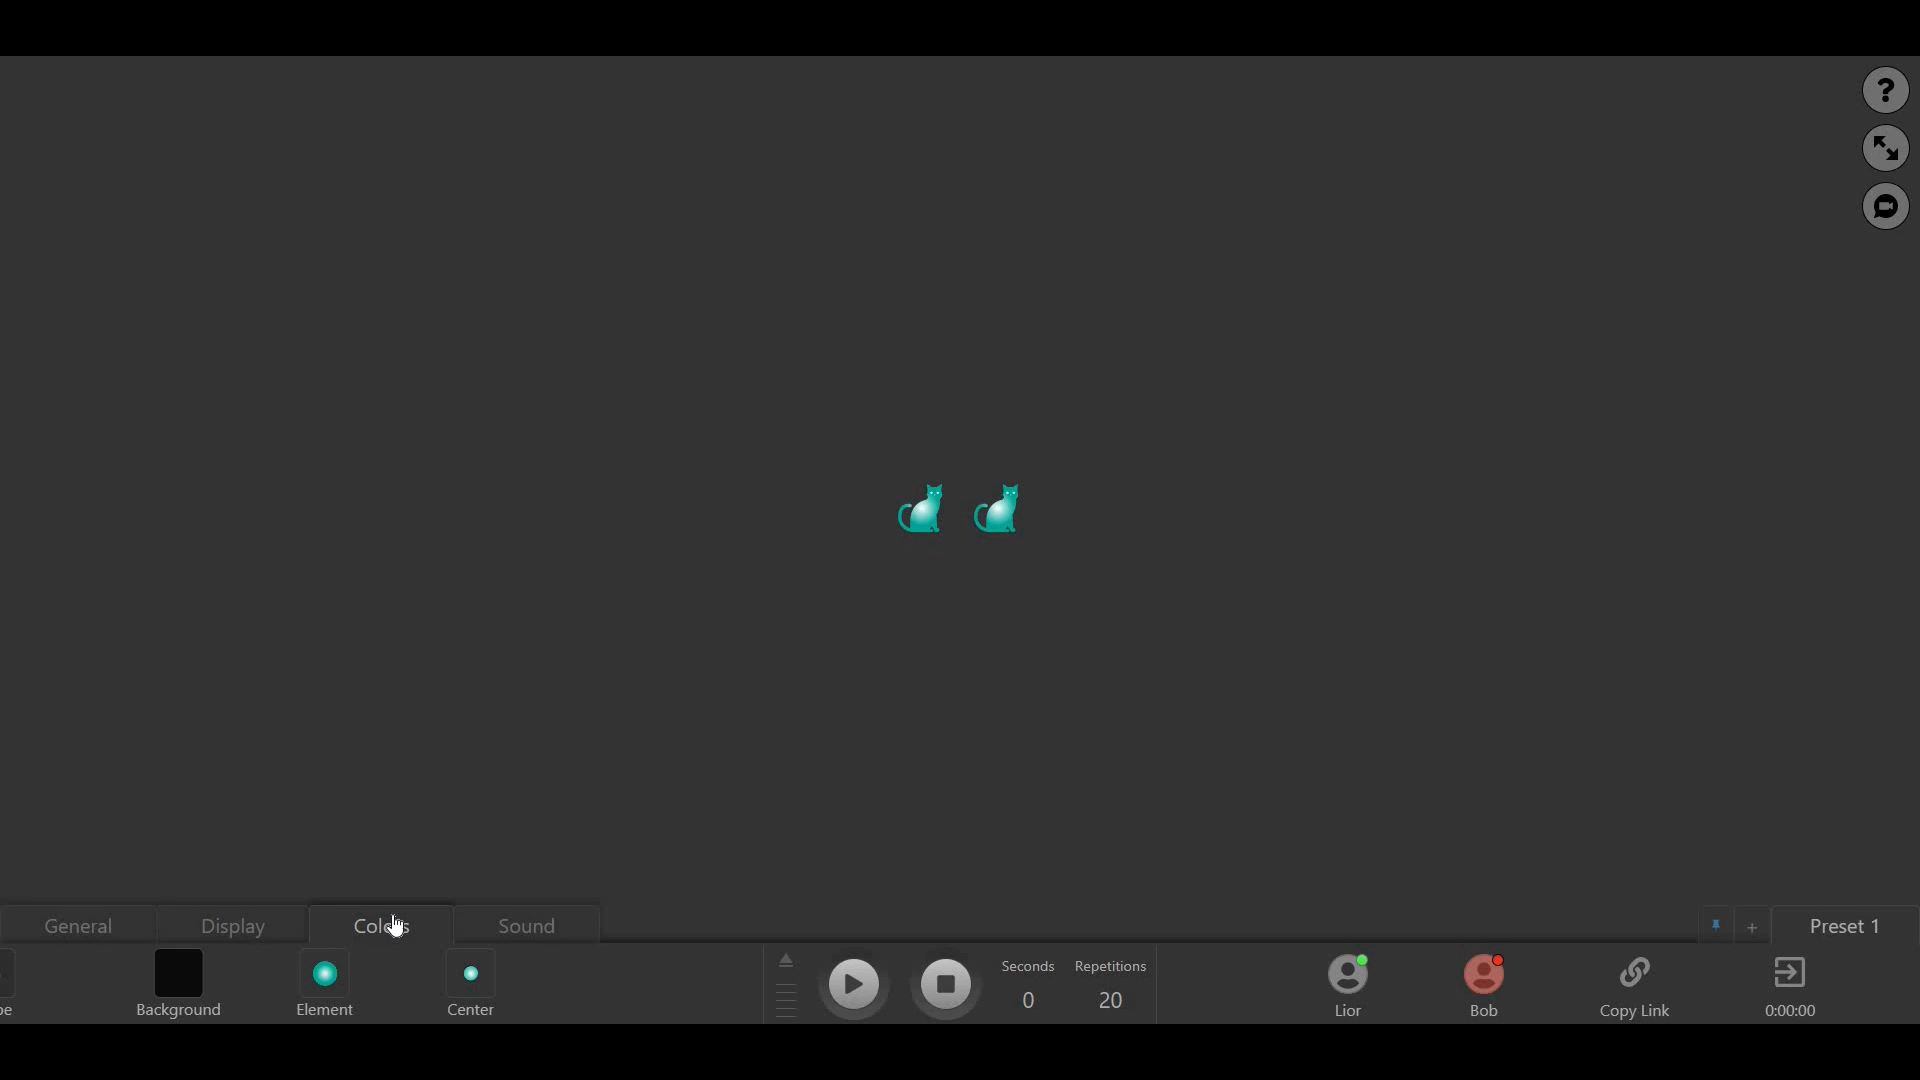 General
Display
Colors
Sound
+
Preset 1
pe
Background
Element
Center
Seconds
0
Repetitions
20
Lior
Bob
Copy Link
0:00:00
?